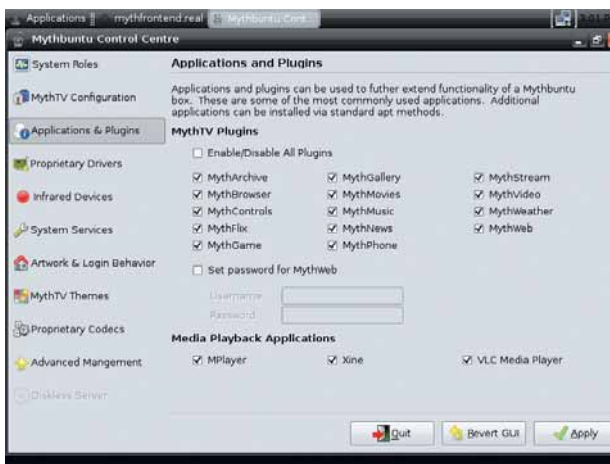 Applications
mythfrontend.real
Mythbuntu Cont...
Mythbuntu Control Centre
System Roles
MythTV Configuration
Applications & Plugins
Proprietary Drivers
Infrared Devices
System Services
Artwork & Login Behavior
MythTV Themes
Proprietary Codecs
Advanced Mangement
Diskless Server
Applications and Plugins
Applications and plugins can be used to futher extend functionality of a Mythbuntu
box. These are some of the most commonly used applications. Additional
applications can be installed via standard apt methods.
MythTV Plugins
Enable/Disable All Plugins
MythArchive MythGallery MythStream
MythBrowser MythMovies MythVideo
MythControls MythMusic MythWeather
MythFlix MythNews MythWeb
MythGame MythPhone
Set password for MythWeb
Username
Password
Media Playback Applications
MPlayer Xine VLC Media Player
Quit Revert GUI Apply